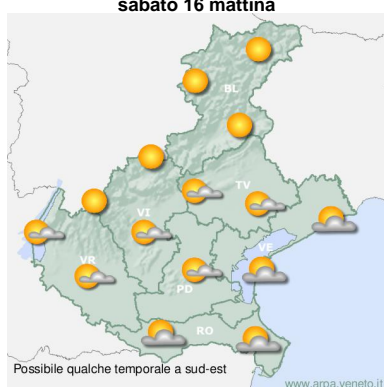 sabato 16 mattina
BL
TV
VI
VE
VR
PD
RO
Possibile qualche temporale a sud-est
www.arpa.veneto.it